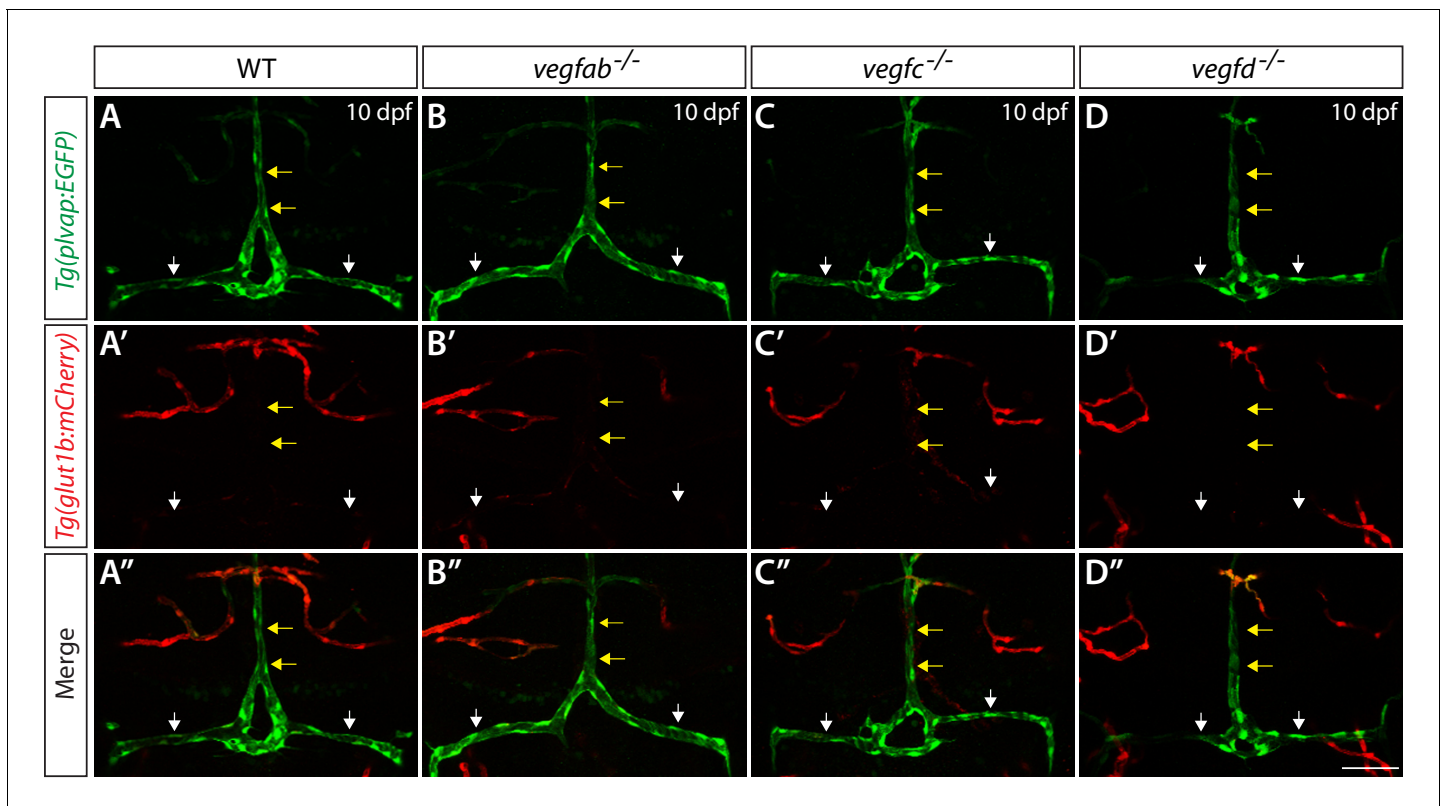 WT
vegfab-/-
vegfc-/-
vegfd-/-
Tg(plvap:EGFP)
A
10 dpf
B
10 dpf
C
10 dpf
D
10 dpf
Tg(glut1b:mCherry)
A′
B′
C′
D′
Merge
A″
B″
C″
D″